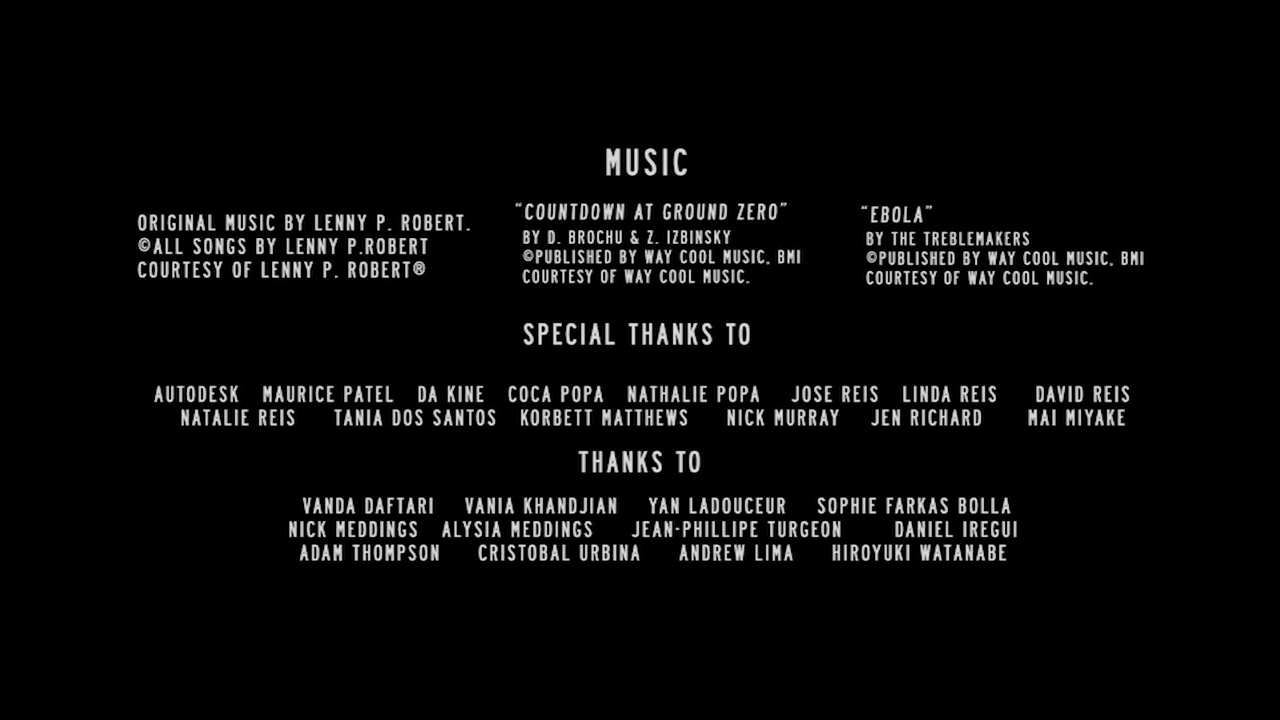 MUSIC
ORIGINAL MUSIC BY LENNY P. ROBERT.
©ALL SONGS BY LENNY P.ROBERT
COURTESY OF LENNY P. ROBERT®
"COUNTDOWN AT GROUND ZERO"
BY D. BROCHU & Z. IZBINSKY
©PUBLISHED BY WAY COOL MUSIC, BMI
COURTESY OF WAY COOL MUSIC.
"EBOLA"
BY THE TREBLEMAKERS
©PUBLISHED BY WAY COOL MUSIC, BMI
COURTESY OF WAY COOL MUSIC.
SPECIAL THANKS TO
AUTODESK MAURICE PATEL DA KINE COCA POPA NATHALIE POPA JOSE REIS LINDA REIS DAVID REIS
NATALIE REIS TANIA DOS SANTOS KORBETT MATTHEWS NICK MURRAY JEN RICHARD MAI MIYAKE
THANKS TO
VANDA DAFTARI VANIA KHANDJIAN YAN LADOUCEUR SOPHIE FARKAS BOLLA
NICK MEDDINGS ALYSIA MEDDINGS JEAN-PHILLIPE TURGEON DANIEL IREGUI
ADAM THOMPSON CRISTOBAL URBINA ANDREW LIMA HIROYUKI WATANABE